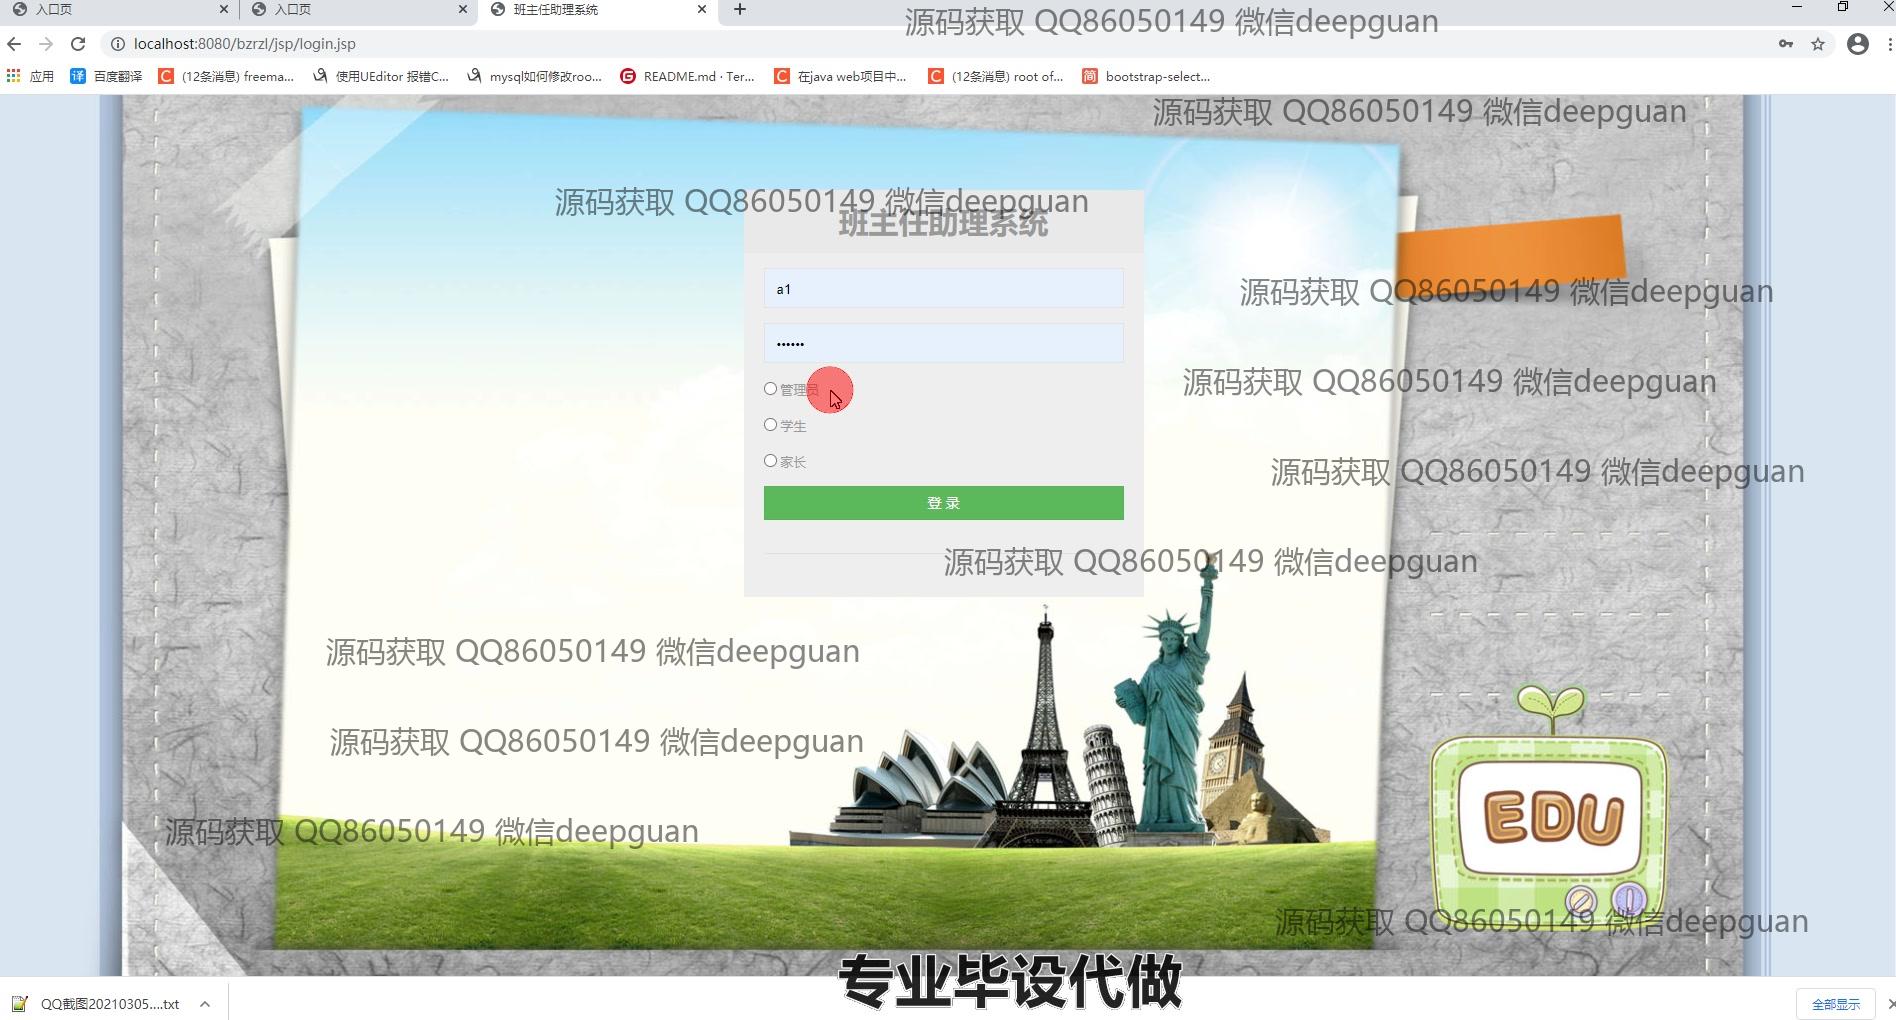 入口页
入口页
班主任助理系统
源码获取 QQ86050149 微信deepguan
localhost:8080/bzrzl/jsp/login.jsp
应用
百度翻译
(12条消息) freema...
使用UEditor 报错C...
mysql如何修改roo...
README.md · Ter...
在java web项目中...
(12条消息) root of...
bootstrap-select...
源码获取 QQ86050149 微信deepguan
源码获取 QQ86050149 微信deepguan
班主任助理系统
a1
••••••
源码获取 QQ86050149 微信deepguan
管理员
源码获取 QQ86050149 微信deepguan
学生
家长
源码获取 QQ86050149 微信deepguan
登 录
源码获取 QQ86050149 微信deepguan
源码获取 QQ86050149 微信deepguan
源码获取 QQ86050149 微信deepguan
EDU
源码获取 QQ86050149 微信deepguan
源码获取 QQ86050149 微信deepguan
专业毕设代做
QQ截图20210305....txt
全部显示